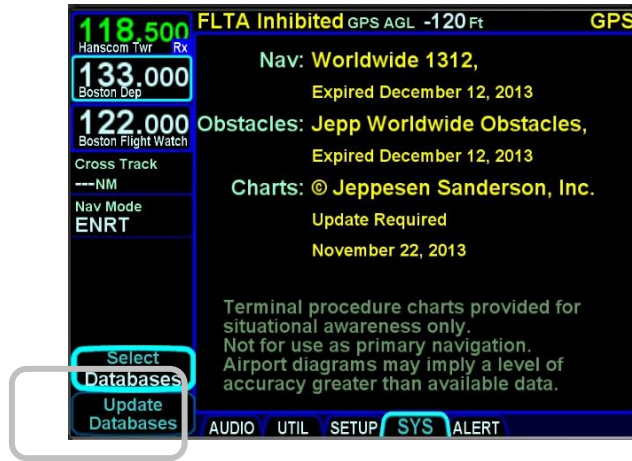 FLTA Inhibited GPS AGL -120 Ft GPS
118.500
Hanscom Twr Rx
133.000
Boston Dep
122.000
Boston Flight Watch
Cross Track
---NM
Nav Mode
ENRT
Select
Databases
Update
Databases
Nav: Worldwide 1312,
Expired December 12, 2013
Obstacles: Jepp Worldwide Obstacles,
Expired December 12, 2013
Charts: © Jeppesen Sanderson, Inc.
Update Required
November 22, 2013
Terminal procedure charts provided for
situational awareness only.
Not for use as primary navigation.
Airport diagrams may imply a level of
accuracy greater than available data.
AUDIO UTIL SETUP SYS ALERT